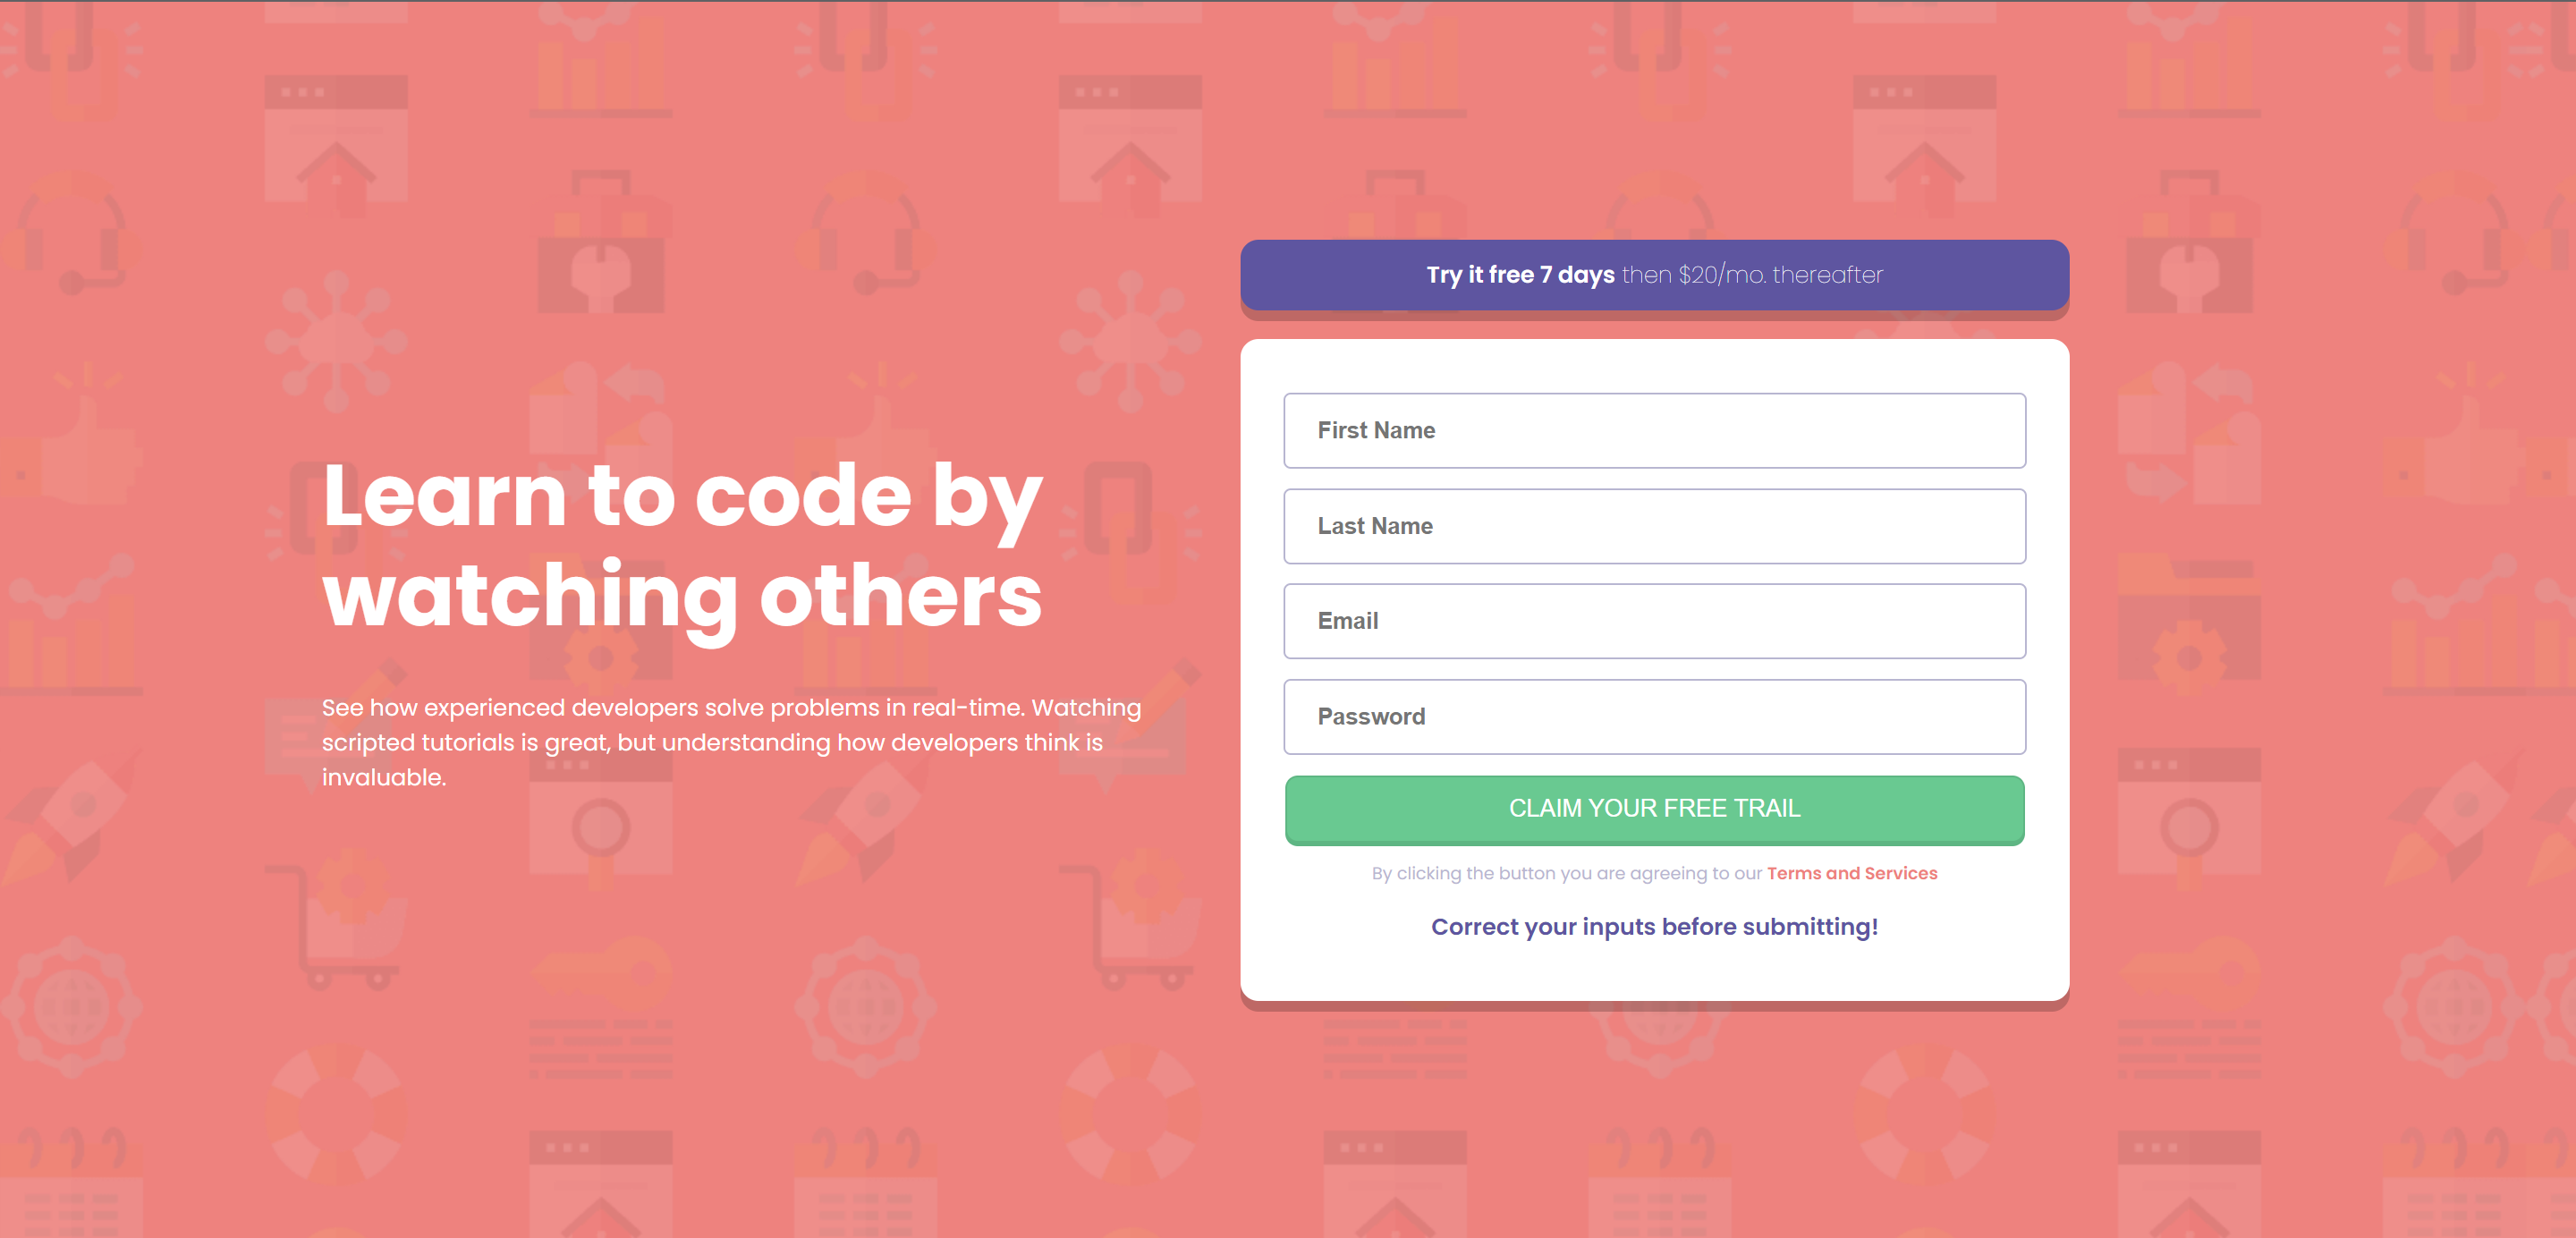 Learn to code by
watching others
See how experienced developers solve problems in real-time. Watching
scripted tutorials is great, but understanding how developers think is
invaluable.
Try it free 7 days then $20/mo. thereafter
First Name
Last Name
Email
Password
CLAIM YOUR FREE TRAIL
By clicking the button you are agreeing to our Terms and Services
Correct your inputs before submitting!